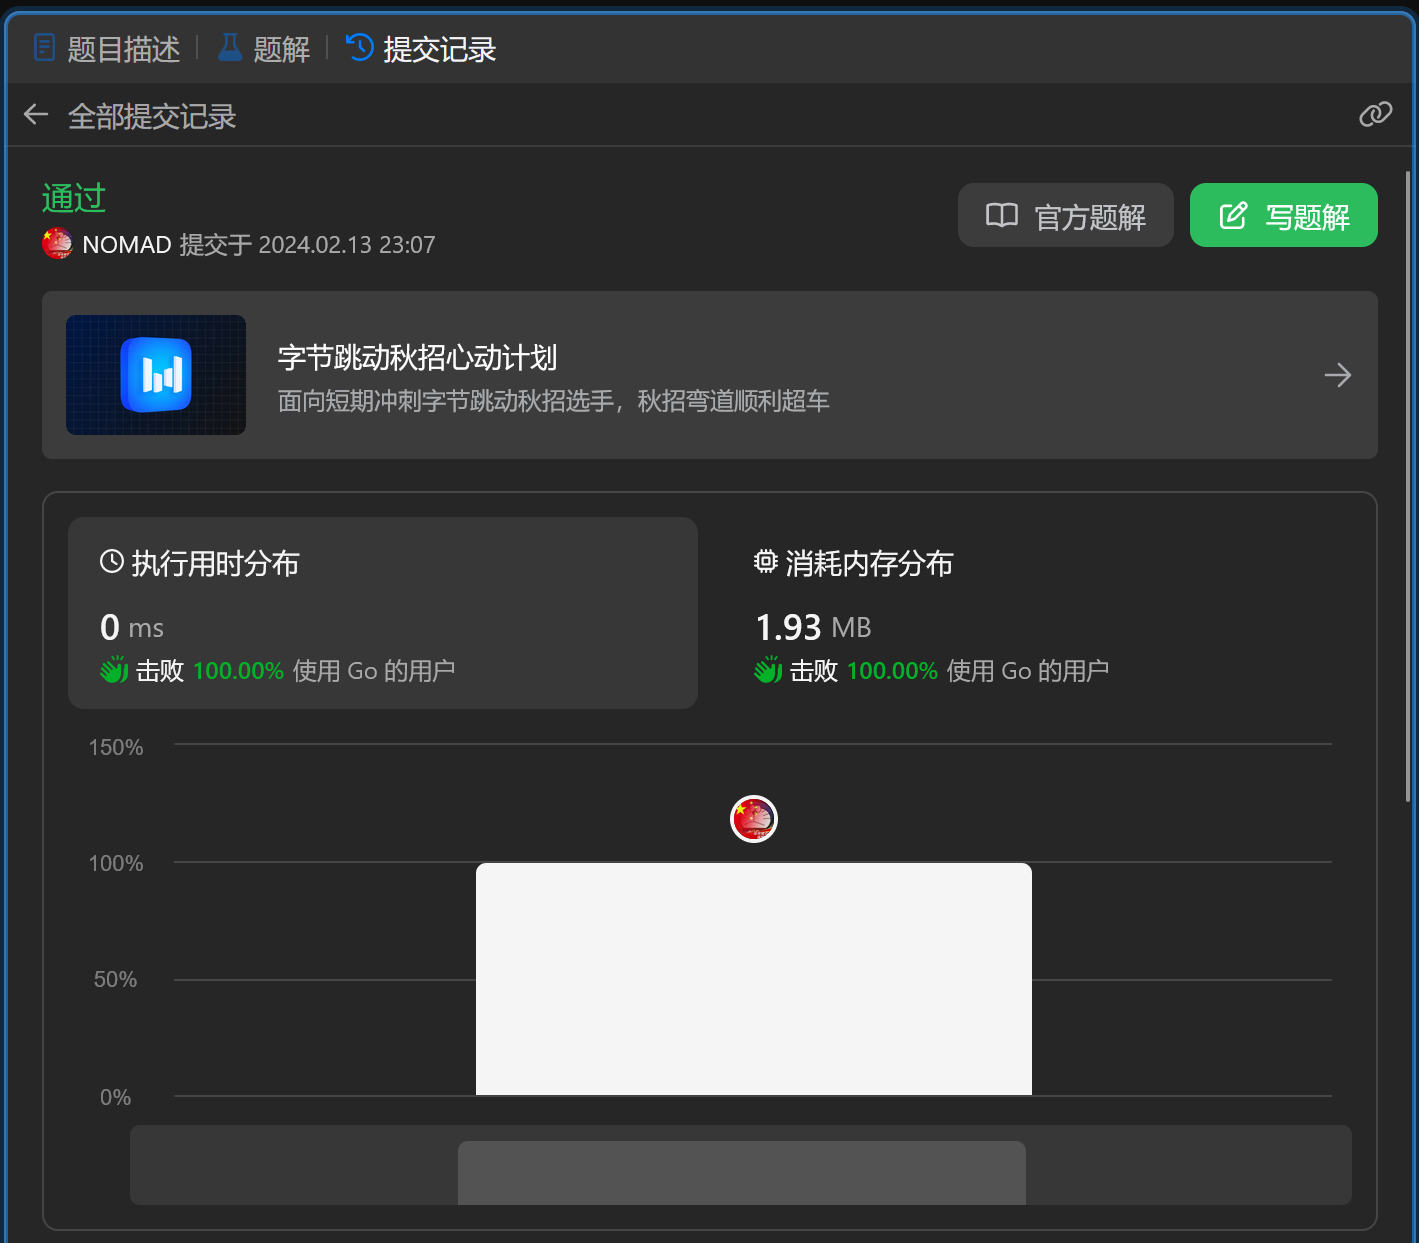 题目描述 题解 提交记录
全部提交记录
通过
官方题解 写题解
NOMAD 提交于 2024.02.13 23:07
字节跳动秋招心动计划
面向短期冲刺字节跳动秋招选手，秋招弯道顺利超车
执行用时分布
0 ms
击败 100.00% 使用 Go 的用户
消耗内存分布
1.93 MB
击败 100.00% 使用 Go 的用户
150%
100%
50%
0%